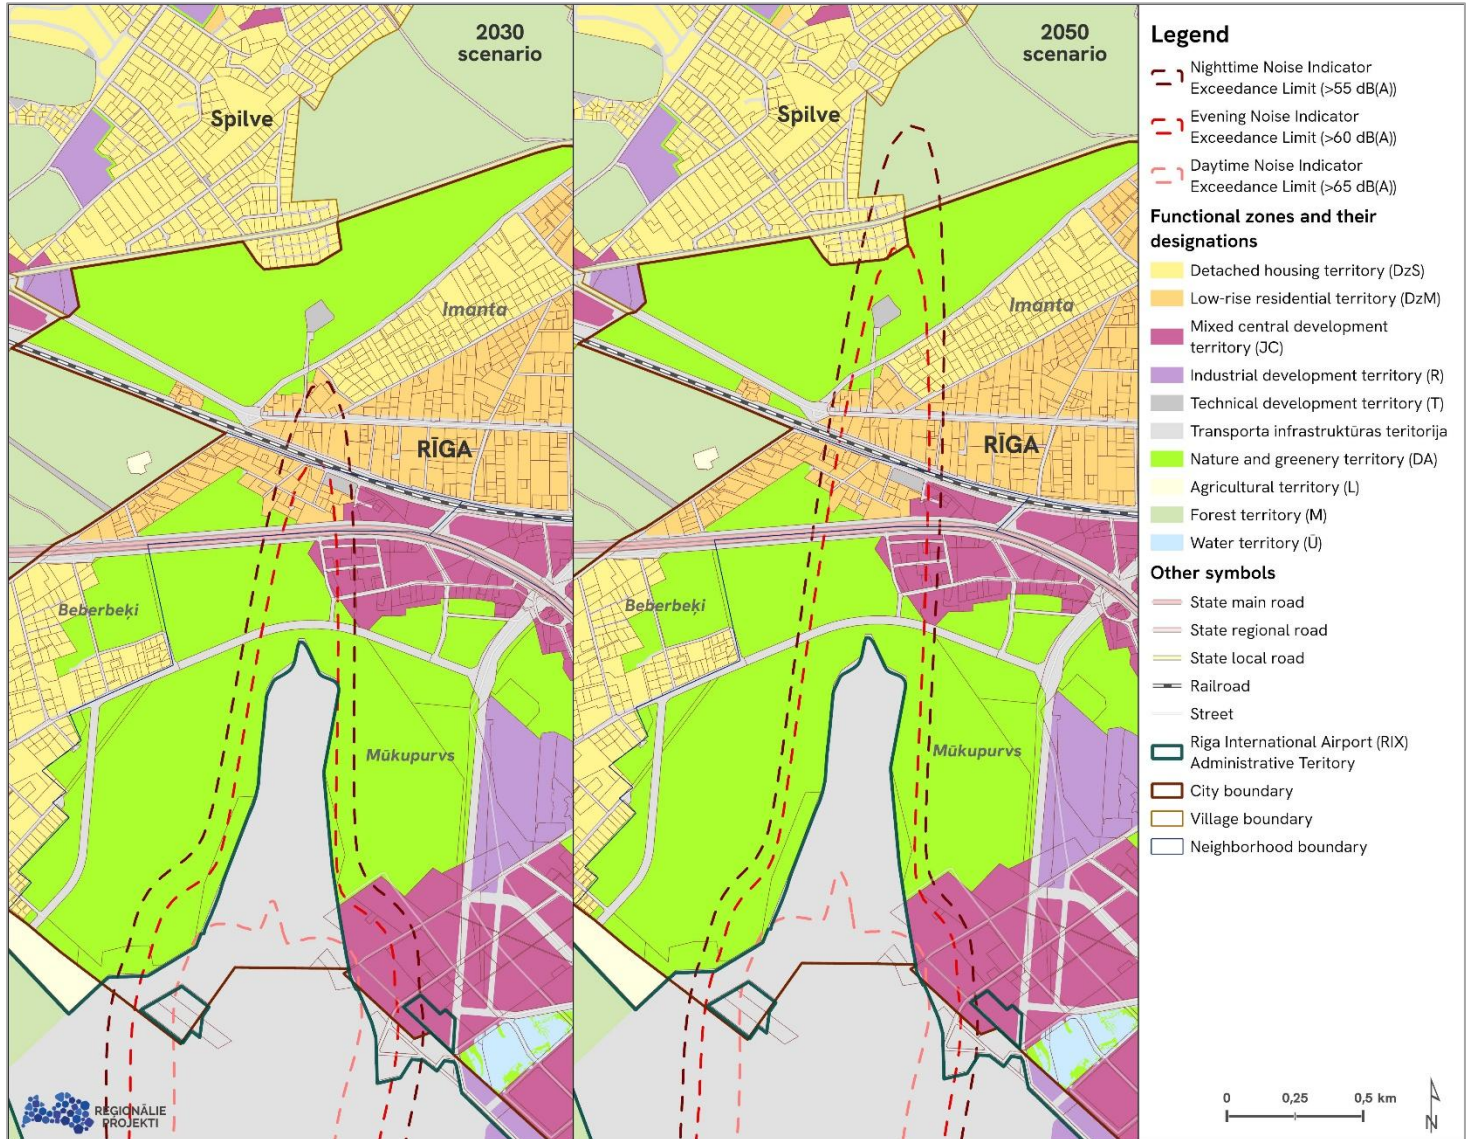 2030
scenario
Spilve
Imanta
RĪGA
Beberbeķi
Mūkupurvs
REĢIONĀLIE
PROJEKTI
2050
scenario
Spilve
Imanta
RĪGA
Beberbeķi
Mūkupurvs
Legend
Nighttime Noise Indicator
Exceedance Limit (>55 dB(A))
Evening Noise Indicator
Exceedance Limit (>60 dB(A))
Daytime Noise Indicator
Exceedance Limit (>65 dB(A))
Functional zones and their
designations
Detached housing territory (DzS)
Low-rise residential territory (DzM)
Mixed central development
territory (JC)
Industrial development territory (R)
Technical development territory (T)
Transporta infrastruktūras teritorija
Nature and greenery territory (DA)
Agricultural territory (L)
Forest territory (M)
Water territory (Ū)
Other symbols
State main road
State regional road
State local road
Railroad
Street
Riga International Airport (RIX)
Administrative Teritory
City boundary
Village boundary
Neighborhood boundary
0 0,25 0,5 km
N